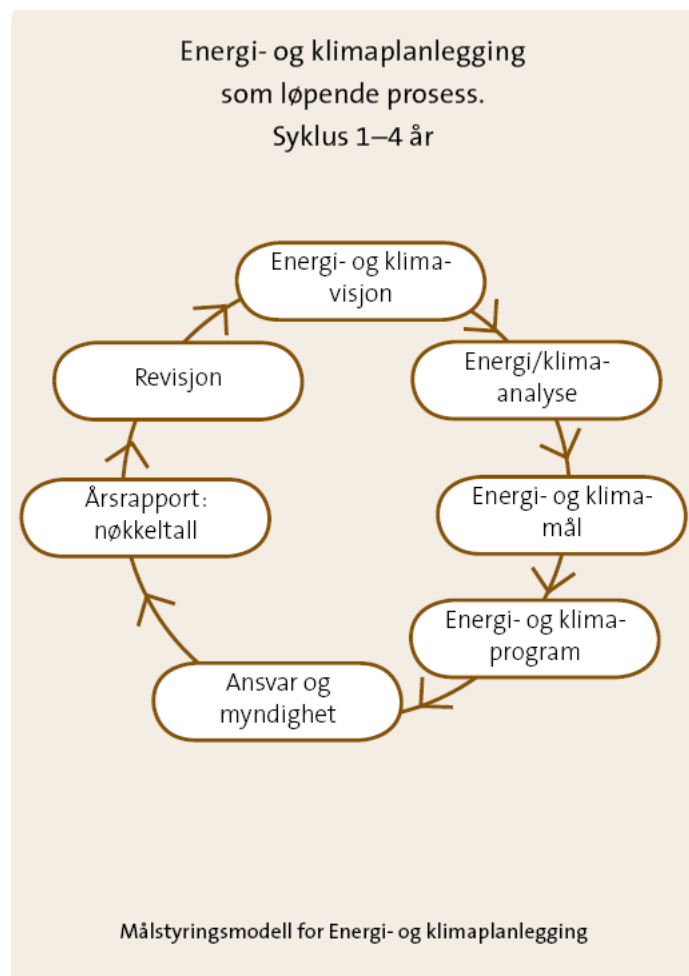 Energi- og klimaplanlegging
som løpende prosess.
Syklus 1–4 år
Energi- og klima-
visjon
Energi/klima-
analyse
Energi- og klima-
mål
Energi- og klima-
program
Ansvar og
myndighet
Årsrapport:
nøkkeltall
Revisjon
Målstyringsmodell for Energi- og klimaplanlegging